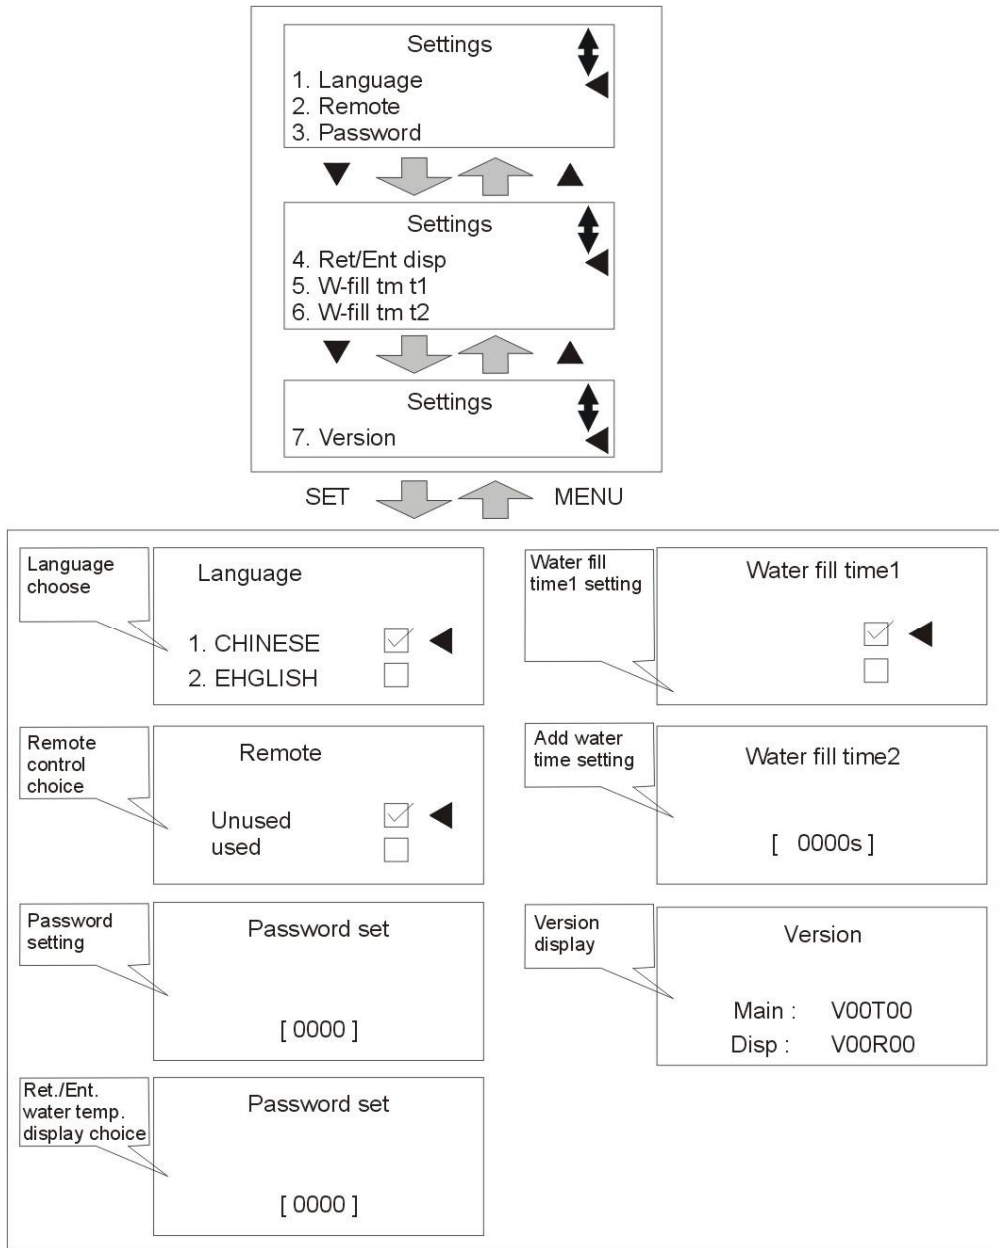 Settings
1. Language
2. Remote
3. Password
Settings
4. Ret/Ent disp
5. W-fill tm t1
6. W-fill tm t2
Settings
7. Version
SET
MENU
Language
choose
Language
1. CHINESE
2. EHGLISH
Remote
control
choice
Remote
Unused
used
Password
setting
Password set
[ 0000 ]
Ret./Ent.
water temp.
display choice
Password set
[ 0000 ]
Water fill
time1 setting
Water fill time1
Add water
time setting
Water fill time2
[ 0000s ]
Version
display
Version
Main : V00T00
Disp : V00R00